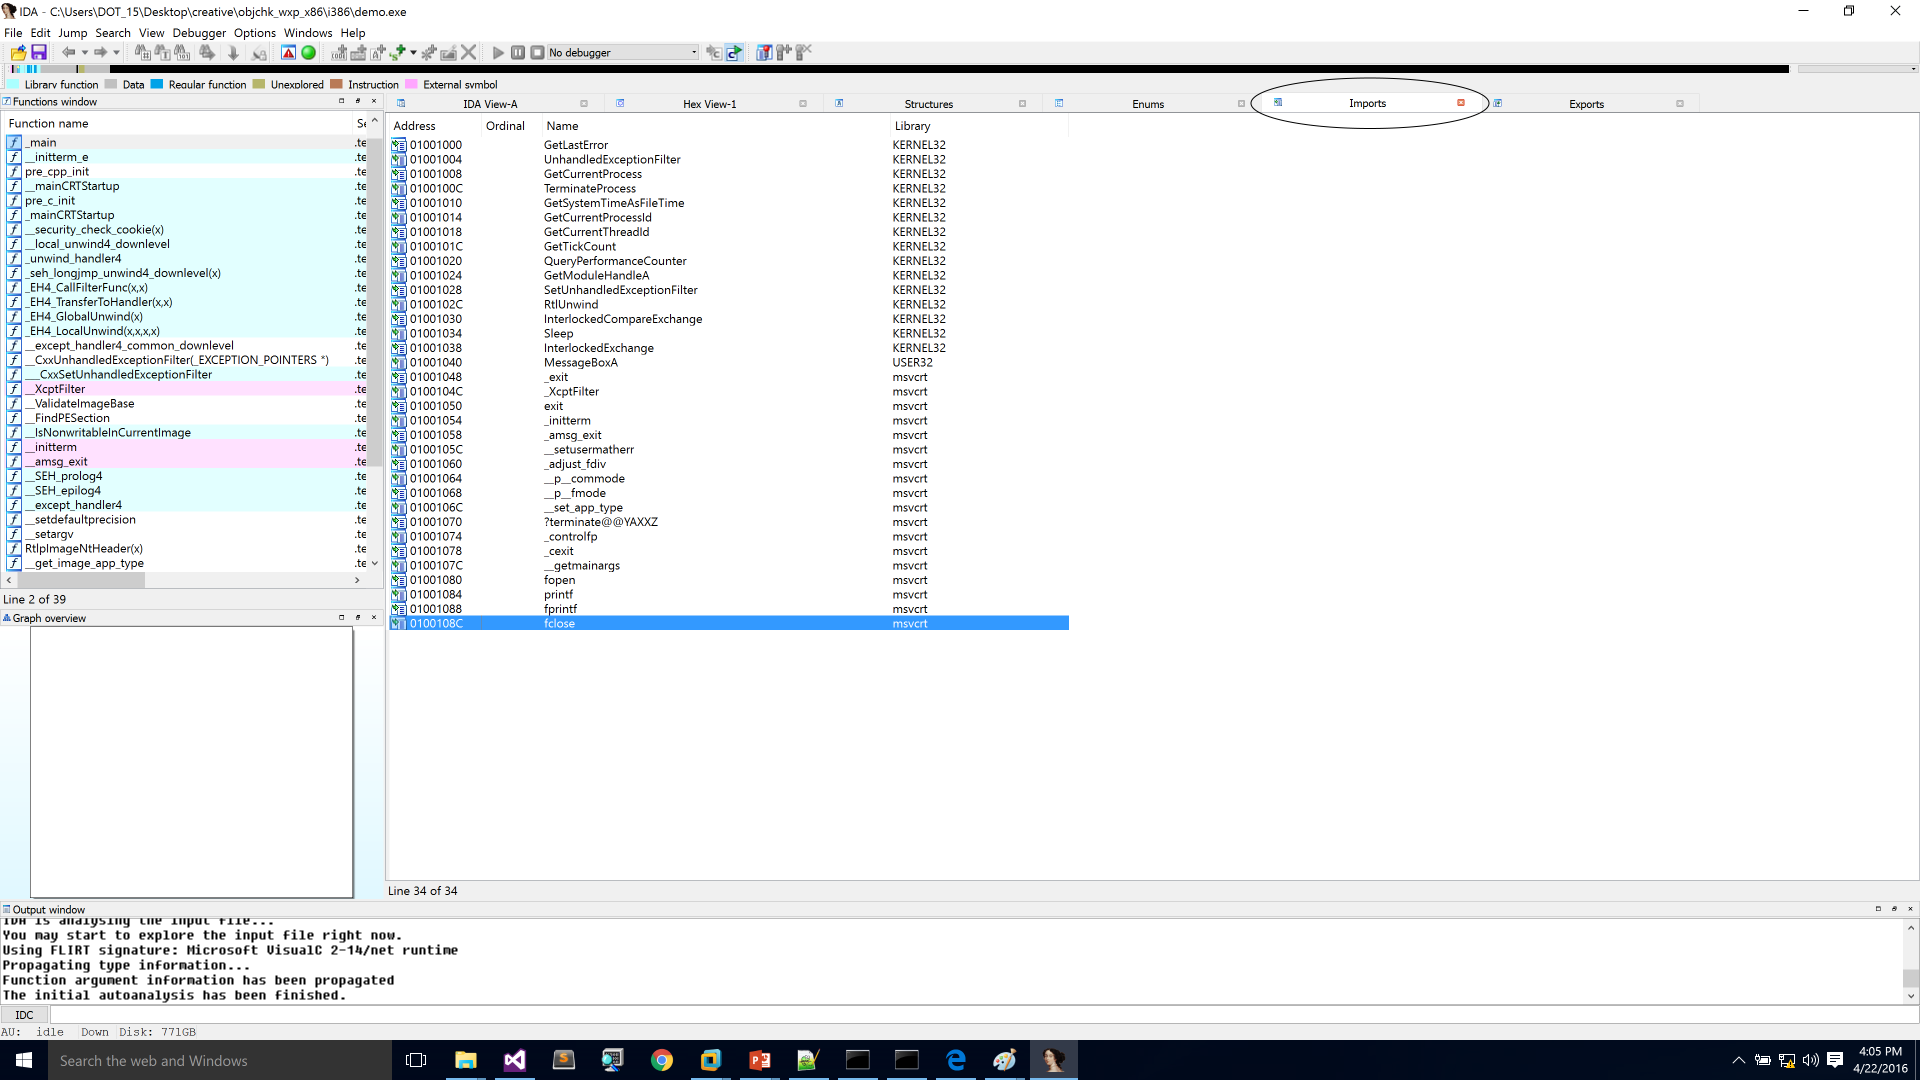 IDA - C:\Users\DOT_15\Desktop\creative\objchk_wxp_x86\i386\demo.exe
File Edit Jump Search View Debugger Options Windows Help
No debugger
Library function Data Regular function Unexplored Instruction External symbol
Functions window
Function name Se
_main .te
__initterm_e .te
pre_cpp_init .te
__mainCRTStartup .te
pre_c_init .te
_mainCRTStartup .te
__security_check_cookie(x) .te
__local_unwind4_downlevel .te
_unwind_handler4 .te
_seh_longjmp_unwind4_downlevel(x) .te
_EH4_CallFilterFunc(x,x) .te
_EH4_TransferToHandler(x,x) .te
_EH4_GlobalUnwind(x) .te
_EH4_LocalUnwind(x,x,x,x) .te
__except_handler4_common_downlevel .te
__CxxUnhandledExceptionFilter(_EXCEPTION_POINTERS *) .te
___CxxSetUnhandledExceptionFilter .te
__XcptFilter .te
__ValidateImageBase .te
__FindPESection .te
__IsNonwritableInCurrentImage .te
__initterm .te
__amsg_exit .te
__SEH_prolog4 .te
__SEH_epilog4 .te
__except_handler4 .te
__setdefaultprecision .te
__setargv .te
RtlpImageNtHeader(x) .te
__get_image_app_type .te
Line 2 of 39
Graph overview
IDA View-A Hex View-1 Structures Enums Imports Exports
Address Ordinal Name Library
01001000 GetLastError KERNEL32
01001004 UnhandledExceptionFilter KERNEL32
01001008 GetCurrentProcess KERNEL32
0100100C TerminateProcess KERNEL32
01001010 GetSystemTimeAsFileTime KERNEL32
01001014 GetCurrentProcessId KERNEL32
01001018 GetCurrentThreadId KERNEL32
0100101C GetTickCount KERNEL32
01001020 QueryPerformanceCounter KERNEL32
01001024 GetModuleHandleA KERNEL32
01001028 SetUnhandledExceptionFilter KERNEL32
0100102C RtlUnwind KERNEL32
01001030 InterlockedCompareExchange KERNEL32
01001034 Sleep KERNEL32
01001038 InterlockedExchange KERNEL32
01001040 MessageBoxA USER32
01001048 _exit msvcrt
0100104C _XcptFilter msvcrt
01001050 exit msvcrt
01001054 _initterm msvcrt
01001058 _amsg_exit msvcrt
0100105C __setusermatherr msvcrt
01001060 _adjust_fdiv msvcrt
01001064 __p__commode msvcrt
01001068 __p__fmode msvcrt
0100106C __set_app_type msvcrt
01001070 ?terminate@@YAXXZ msvcrt
01001074 _controlfp msvcrt
01001078 _cexit msvcrt
0100107C __getmainargs msvcrt
01001080 fopen msvcrt
01001084 printf msvcrt
01001088 fprintf msvcrt
0100108C fclose msvcrt
Line 34 of 34
Output window
IDA is analysing the input file...
You may start to explore the input file right now.
Using FLIRT signature: Microsoft VisualC 2-14/net runtime
Propagating type information...
Function argument information has been propagated
The initial autoanalysis has been finished.
IDC
AU: idle Down Disk: 771GB
Search the web and Windows
4:05 PM
4/22/2016